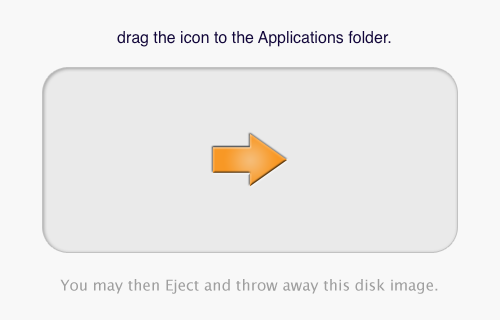 drag the icon to the Applications folder.
You may then Eject and throw away this disk image.